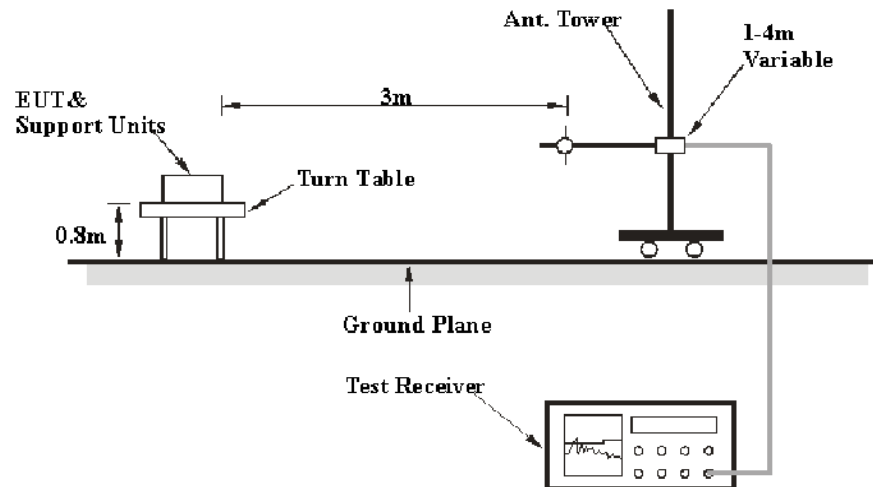 Ant. Tower
1-4m
Variable
3m
EUT&
Support Units
Turn Table
0.8m
Ground Plane
Test Receiver